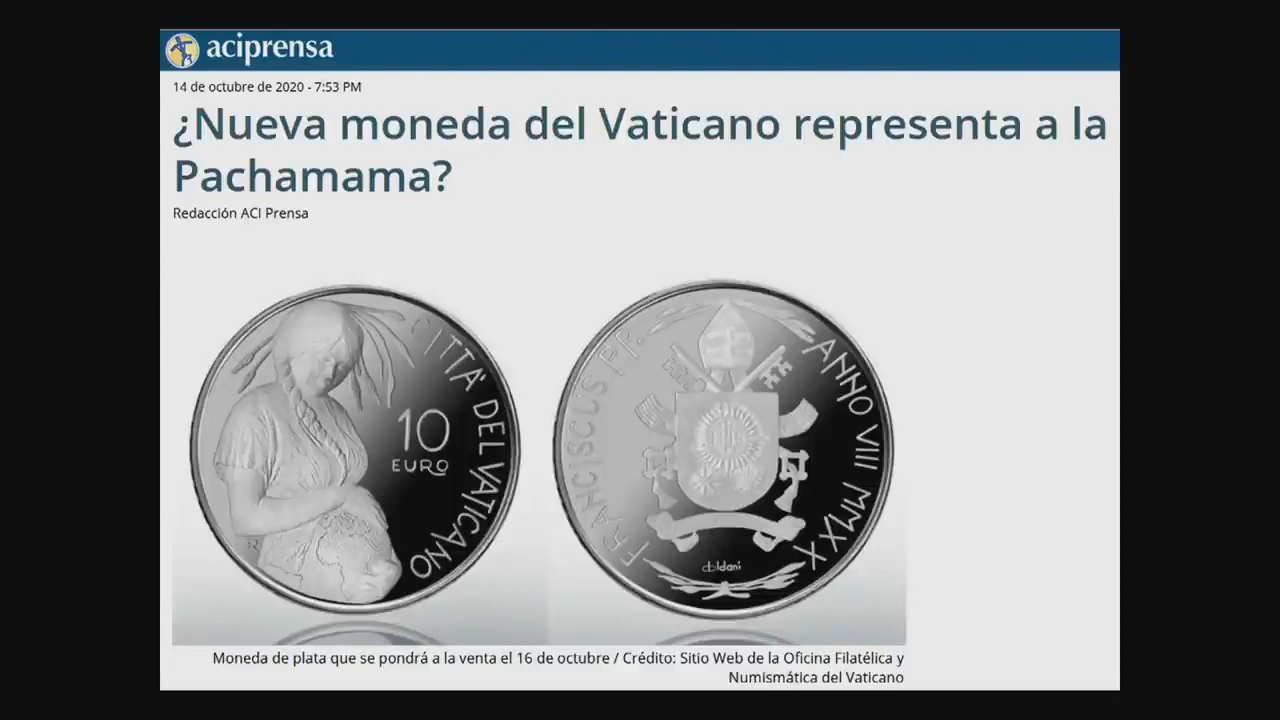 aciprensa
14 de octubre de 2020 - 7:53 PM
¿Nueva moneda del Vaticano representa a la
Pachamama?
Redacción ACI Prensa
CITTÀ DEL VATICANO
10
EURO
FRANCISCUS PP.
ANNO VIII MMXX
Moneda de plata que se pondrá a la venta el 16 de octubre / Crédito: Sitio Web de la Oficina Filatélica y
Numismática del Vaticano